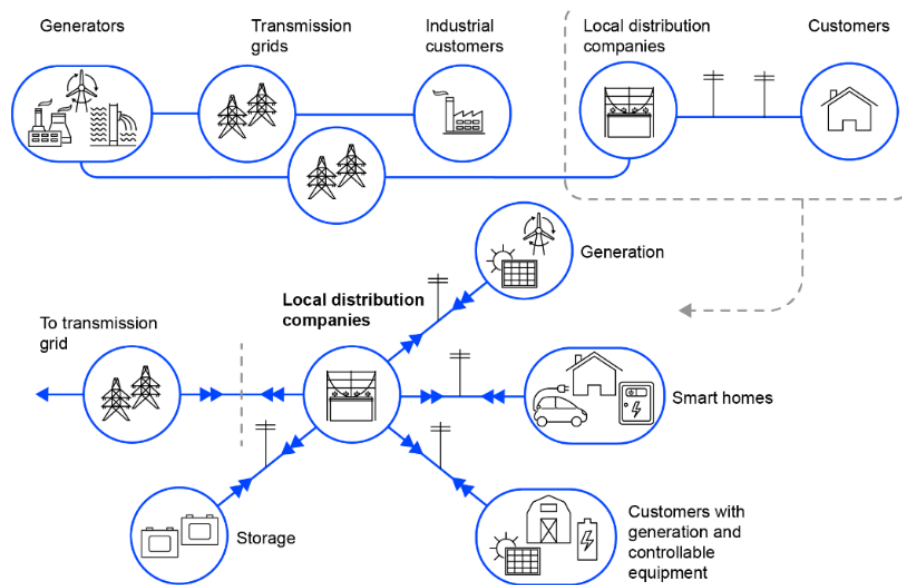 Generators
Transmission
grids
Industrial
customers
Local distribution
companies
Customers
Generation
Local distribution
companies
To transmission
grid
Smart homes
Storage
Customers with
generation and
controllable
equipment